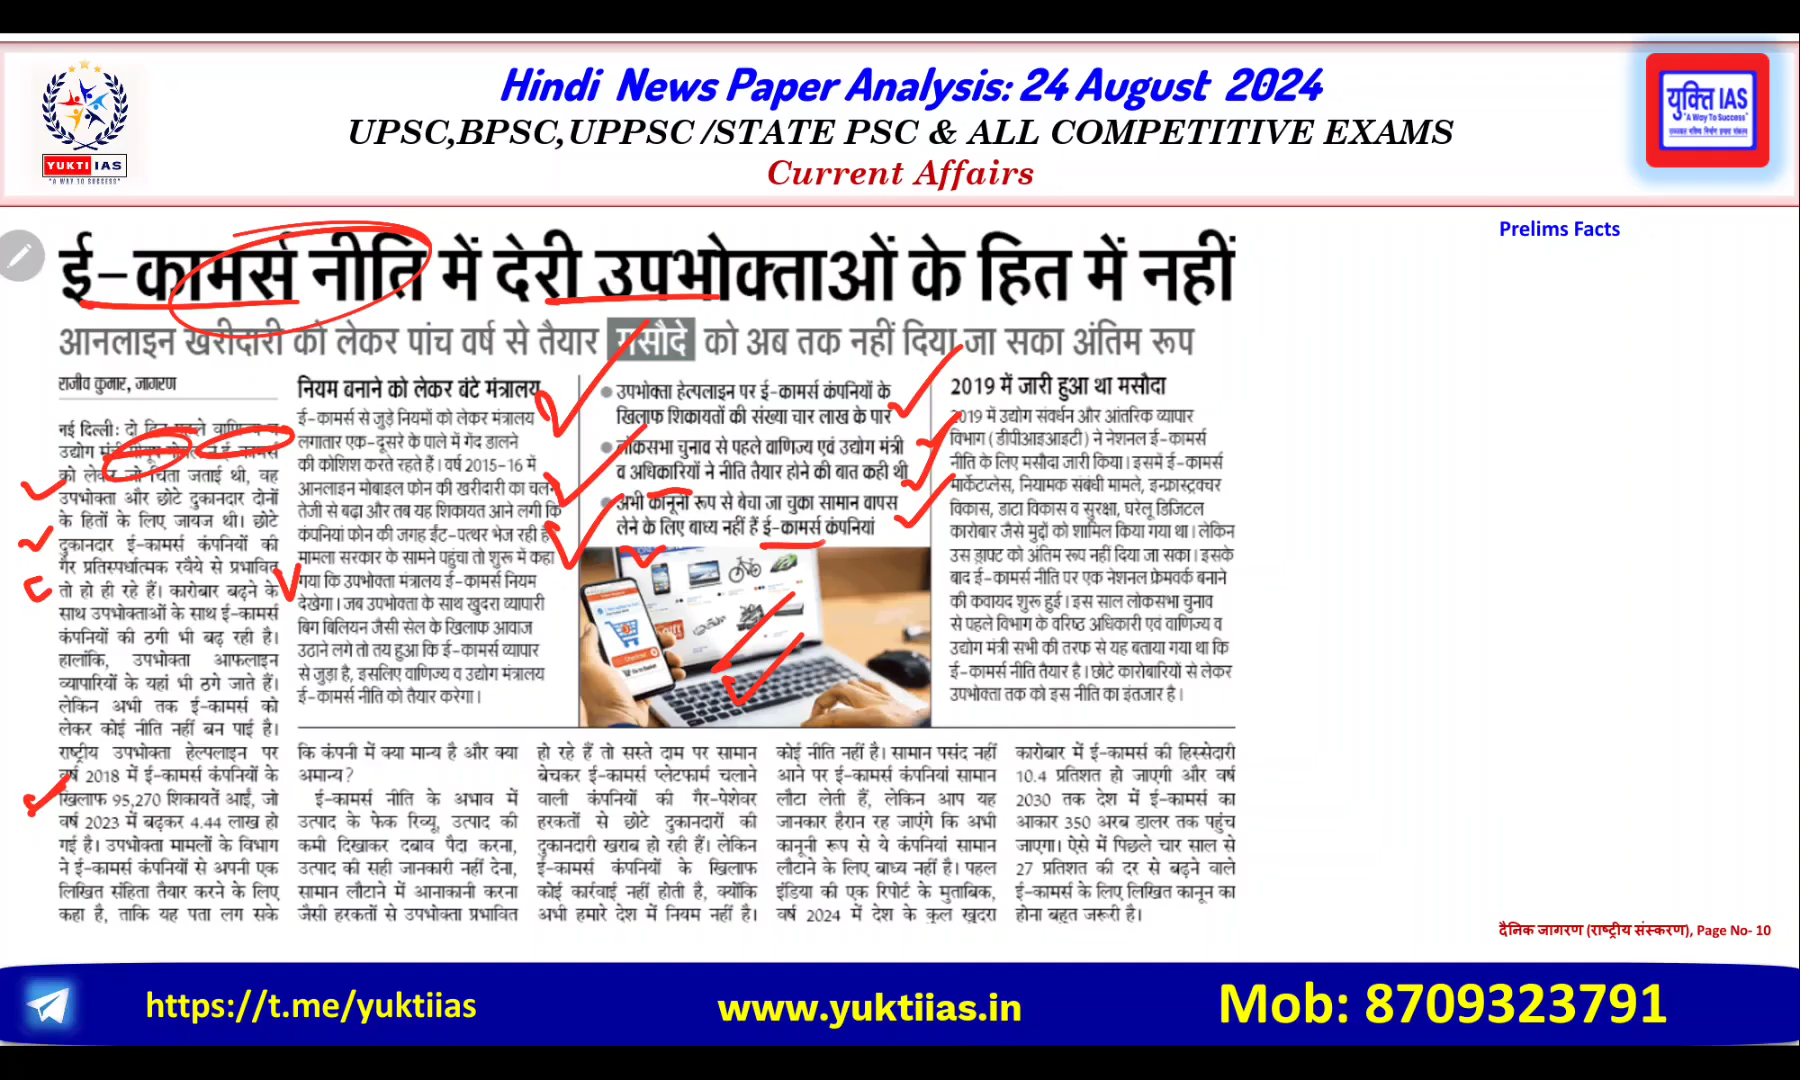 Hindi News Paper Analysis: 24 August 2024
UPSC,BPSC,UPPSC /STATE PSC & ALL COMPETITIVE EXAMS
Current Affairs
YUKTI IAS
"A WAY TO SUCCESS"
युक्ति IAS
"A Way To Success"
Prelims Facts
ई-कामर्स नीति में देरी उपभोक्ताओं के हित में नहीं
आनलाइन खरीदारी को लेकर पांच वर्ष से तैयार मसौदे को अब तक नहीं दिया जा सका अंतिम रूप
राजीव कुमार, जागरण
नई दिल्ली: दो दिन पहले वाणिज्य व
उद्योग मंत्री पीयूष गोयल ने ई-कामर्स
को लेकर जो चिंता जताई थी, वह
उपभोक्ता और छोटे दुकानदार दोनों
के हितों के लिए जायज थी। छोटे
दुकानदार ई-कामर्स कंपनियों की
गैर प्रतिस्पर्धात्मक रवैये से प्रभावित
तो हो ही रहे हैं। कारोबार बढ़ने के
साथ उपभोक्ताओं के साथ ई-कामर्स
कंपनियों की ठगी भी बढ़ रही है।
हालांकि, उपभोक्ता आफलाइन
व्यापारियों के यहां भी ठगे जाते हैं।
लेकिन अभी तक ई-कामर्स को
लेकर कोई नीति नहीं बन पाई है।
राष्ट्रीय उपभोक्ता हेल्पलाइन पर
वर्ष 2018 में ई-कामर्स कंपनियों के
खिलाफ 95,270 शिकायतें आईं, जो
वर्ष 2023 में बढ़कर 4.44 लाख हो
गई है। उपभोक्ता मामलों के विभाग
ने ई-कामर्स कंपनियों से अपनी एक
लिखित संहिता तैयार करने के लिए
कहा है, ताकि यह पता लग सके
नियम बनाने को लेकर बंटे मंत्रालय
ई-कामर्स से जुड़े नियमों को लेकर मंत्रालय
लगातार एक-दूसरे के पाले में गेंद डालने
की कोशिश करते रहते हैं। वर्ष 2015-16 में
आनलाइन मोबाइल फोन की खरीदारी का चलन
तेजी से बढ़ा और तब यह शिकायत आने लगी कि
कंपनियां फोन की जगह ईंट-पत्थर भेज रही हैं
मामला सरकार के सामने पहुंचा तो शुरू में कहा
गया कि उपभोक्ता मंत्रालय ई-कामर्स नियम
देखेगा। जब उपभोक्ता के साथ खुदरा व्यापारी
बिग बिलियन जैसी सेल के खिलाफ आवाज
उठाने लगे तो तय हुआ कि ई-कामर्स व्यापार
से जुड़ा है, इसलिए वाणिज्य व उद्योग मंत्रालय
ई-कामर्स नीति को तैयार करेगा।
उपभोक्ता हेल्पलाइन पर ई-कामर्स कंपनियों के
खिलाफ शिकायतों की संख्या चार लाख के पार
लोकसभा चुनाव से पहले वाणिज्य एवं उद्योग मंत्री
व अधिकारियों ने नीति तैयार होने की बात कही थी
अभी कानूनी रूप से बेचा जा चुका सामान वापस
लेने के लिए बाध्य नहीं हैं ई-कामर्स कंपनियां
2019 में जारी हुआ था मसौदा
2019 में उद्योग संवर्धन और आंतरिक व्यापार
विभाग (डीपीआइआइटी) ने नेशनल ई-कामर्स
नीति के लिए मसौदा जारी किया। इसमें ई-कामर्स
मार्केटप्लेस, नियामक संबंधी मामले, इन्फ्रास्ट्रक्चर
विकास, डाटा विकास व सुरक्षा, घरेलू डिजिटल
कारोबार जैसे मुद्दों को शामिल किया गया था। लेकिन
उस ड्राफ्ट को अंतिम रूप नहीं दिया जा सका। इसके
बाद ई-कामर्स नीति पर एक नेशनल फ्रेमवर्क बनाने
की कवायद शुरू हुई। इस साल लोकसभा चुनाव
से पहले विभाग के वरिष्ठ अधिकारी एवं वाणिज्य व
उद्योग मंत्री सभी की तरफ से यह बताया गया था कि
ई-कामर्स नीति तैयार है। छोटे कारोबारियों से लेकर
उपभोक्ता तक को इस नीति का इंतजार है।
कि कंपनी में क्या मान्य है और क्या
अमान्य?
ई-कामर्स नीति के अभाव में
उत्पाद के फेक रिव्यू, उत्पाद की
कमी दिखाकर दबाव पैदा करना,
उत्पाद की सही जानकारी नहीं देना,
सामान लौटाने में आनाकानी करना
जैसी हरकतों से उपभोक्ता प्रभावित
हो रहे हैं तो सस्ते दाम पर सामान
बेचकर ई-कामर्स प्लेटफार्म चलाने
वाली कंपनियों की गैर-पेशेवर
हरकतों से छोटे दुकानदारों की
दुकानदारी खराब हो रही हैं। लेकिन
ई-कामर्स कंपनियों के खिलाफ
कोई कार्रवाई नहीं होती है, क्योंकि
अभी हमारे देश में नियम नहीं है।
कोई नीति नहीं है। सामान पसंद नहीं
आने पर ई-कामर्स कंपनियां सामान
लौटा लेती हैं, लेकिन आप यह
जानकार हैरान रह जाएंगे कि अभी
कानूनी रूप से ये कंपनियां सामान
लौटाने के लिए बाध्य नहीं है। पहल
इंडिया की एक रिपोर्ट के मुताबिक,
वर्ष 2024 में देश के कुल खुदरा
कारोबार में ई-कामर्स की हिस्सेदारी
10.4 प्रतिशत हो जाएगी और वर्ष
2030 तक देश में ई-कामर्स का
आकार 350 अरब डालर तक पहुंच
जाएगा। ऐसे में पिछले चार साल से
27 प्रतिशत की दर से बढ़ने वाले
ई-कामर्स के लिए लिखित कानून का
होना बहुत जरूरी है।
दैनिक जागरण (राष्ट्रीय संस्करण), Page No- 10
https://t.me/yuktiias
www.yuktiias.in
Mob: 8709323791